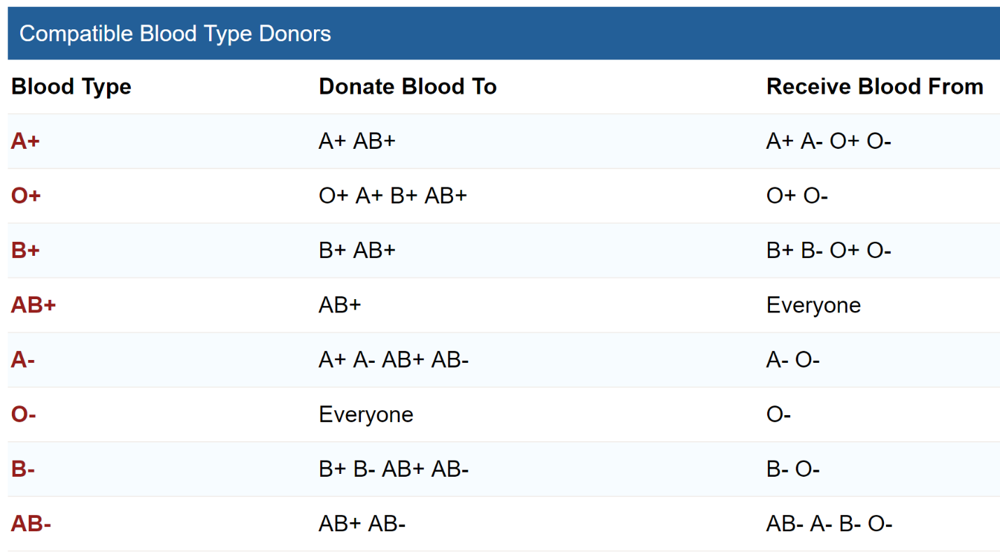 Compatible Blood Type Donors
Blood Type Donate Blood To Receive Blood From
A+ A+ AB+ A+ A- O+ O-
O+ O+ A+ B+ AB+ O+ O-
B+ B+ AB+ B+ B- O+ O-
AB+ AB+ Everyone
A- A+ A- AB+ AB- A- O-
O- Everyone O-
B- B+ B- AB+ AB- B- O-
AB- AB+ AB- AB- A- B- O-